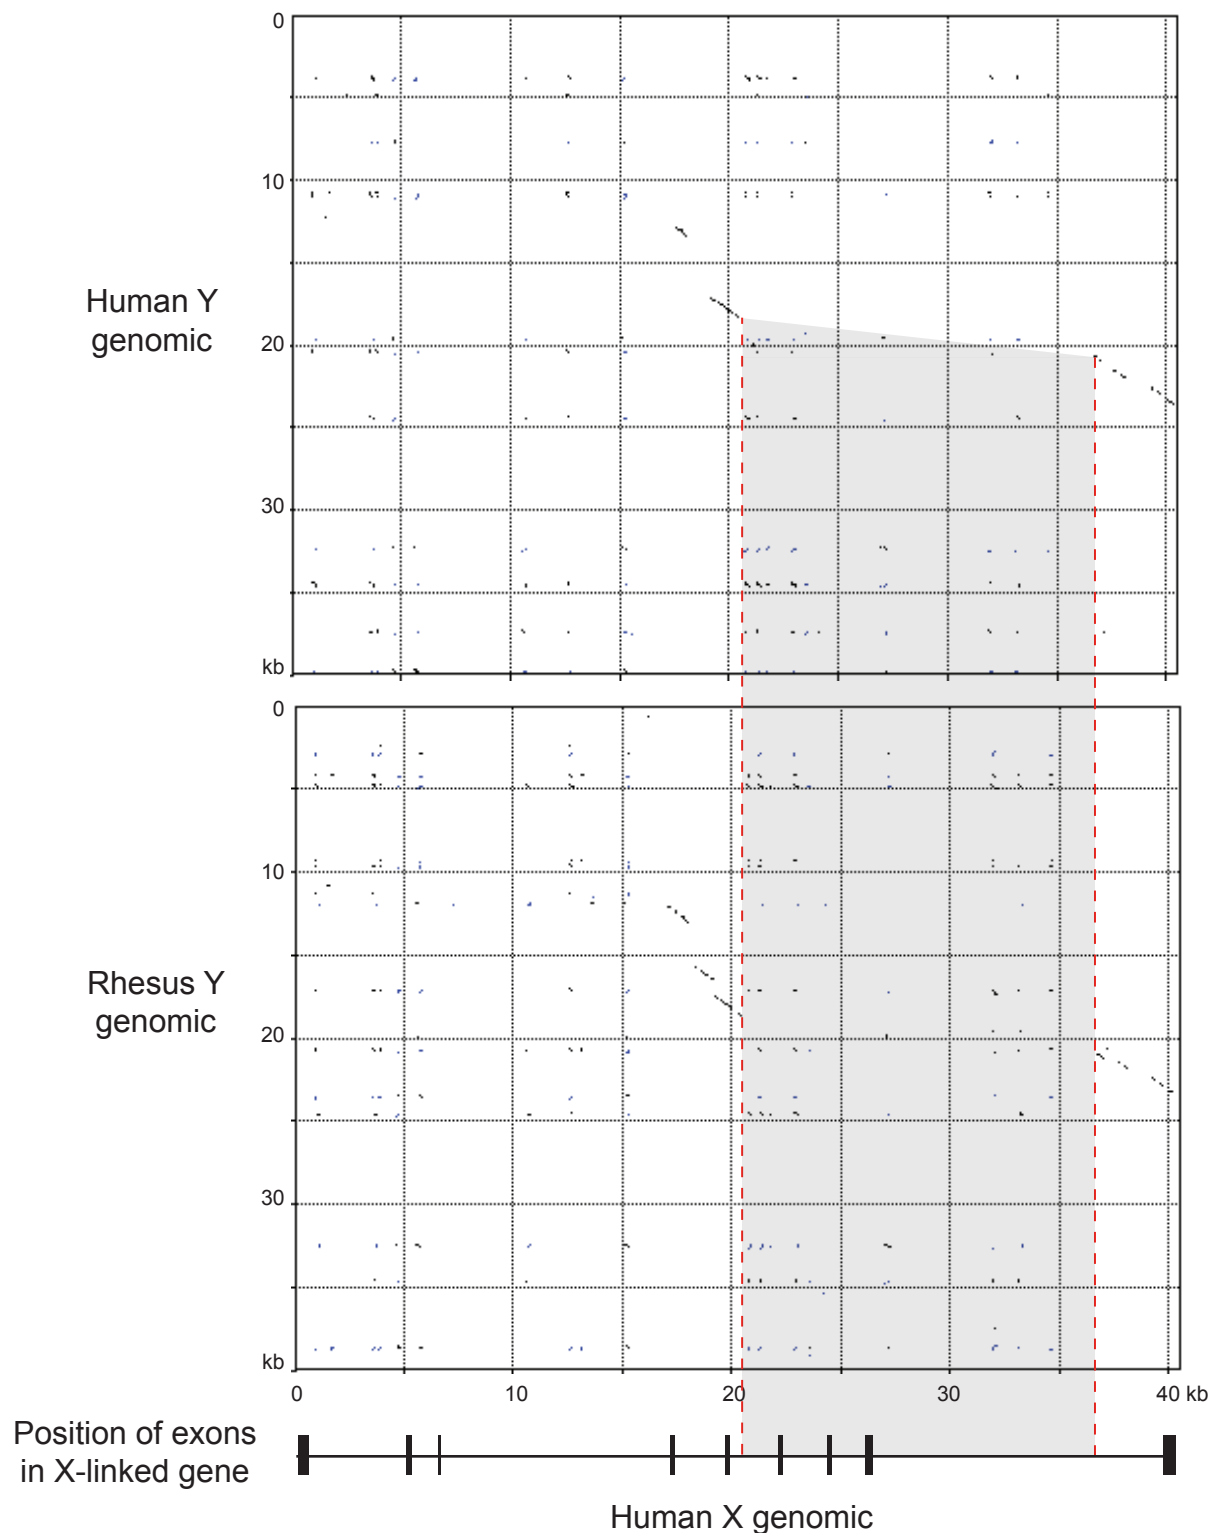 0
10
Human Y
genomic
20
30
kb
0
10
Rhesus Y
genomic
20
30
kb
0 10 20 30 40 kb
Position of exons
in X-linked gene
Human X genomic